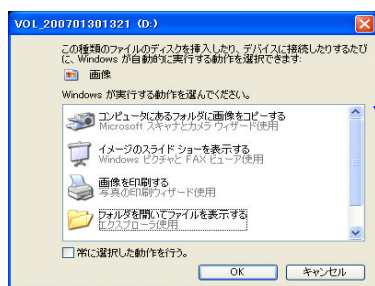 VOL_200701301321 (D:)
この種類のファイルのディスクを挿入したり、デバイスに接続したりするたび
に、Windows が自動的に実行する動作を選択できます:
画像
Windows が実行する動作を選んでください。
コンピュータにあるフォルダに画像をコピーする
Microsoft スキャナとカメラ ウィザード使用
イメージのスライド ショーを表示する
Windows ピクチャと FAX ビューア使用
画像を印刷する
写真の印刷ウィザード使用
フォルダを開いてファイルを表示する
エクスプローラ使用
常に選択した動作を行う。
OK
キャンセル